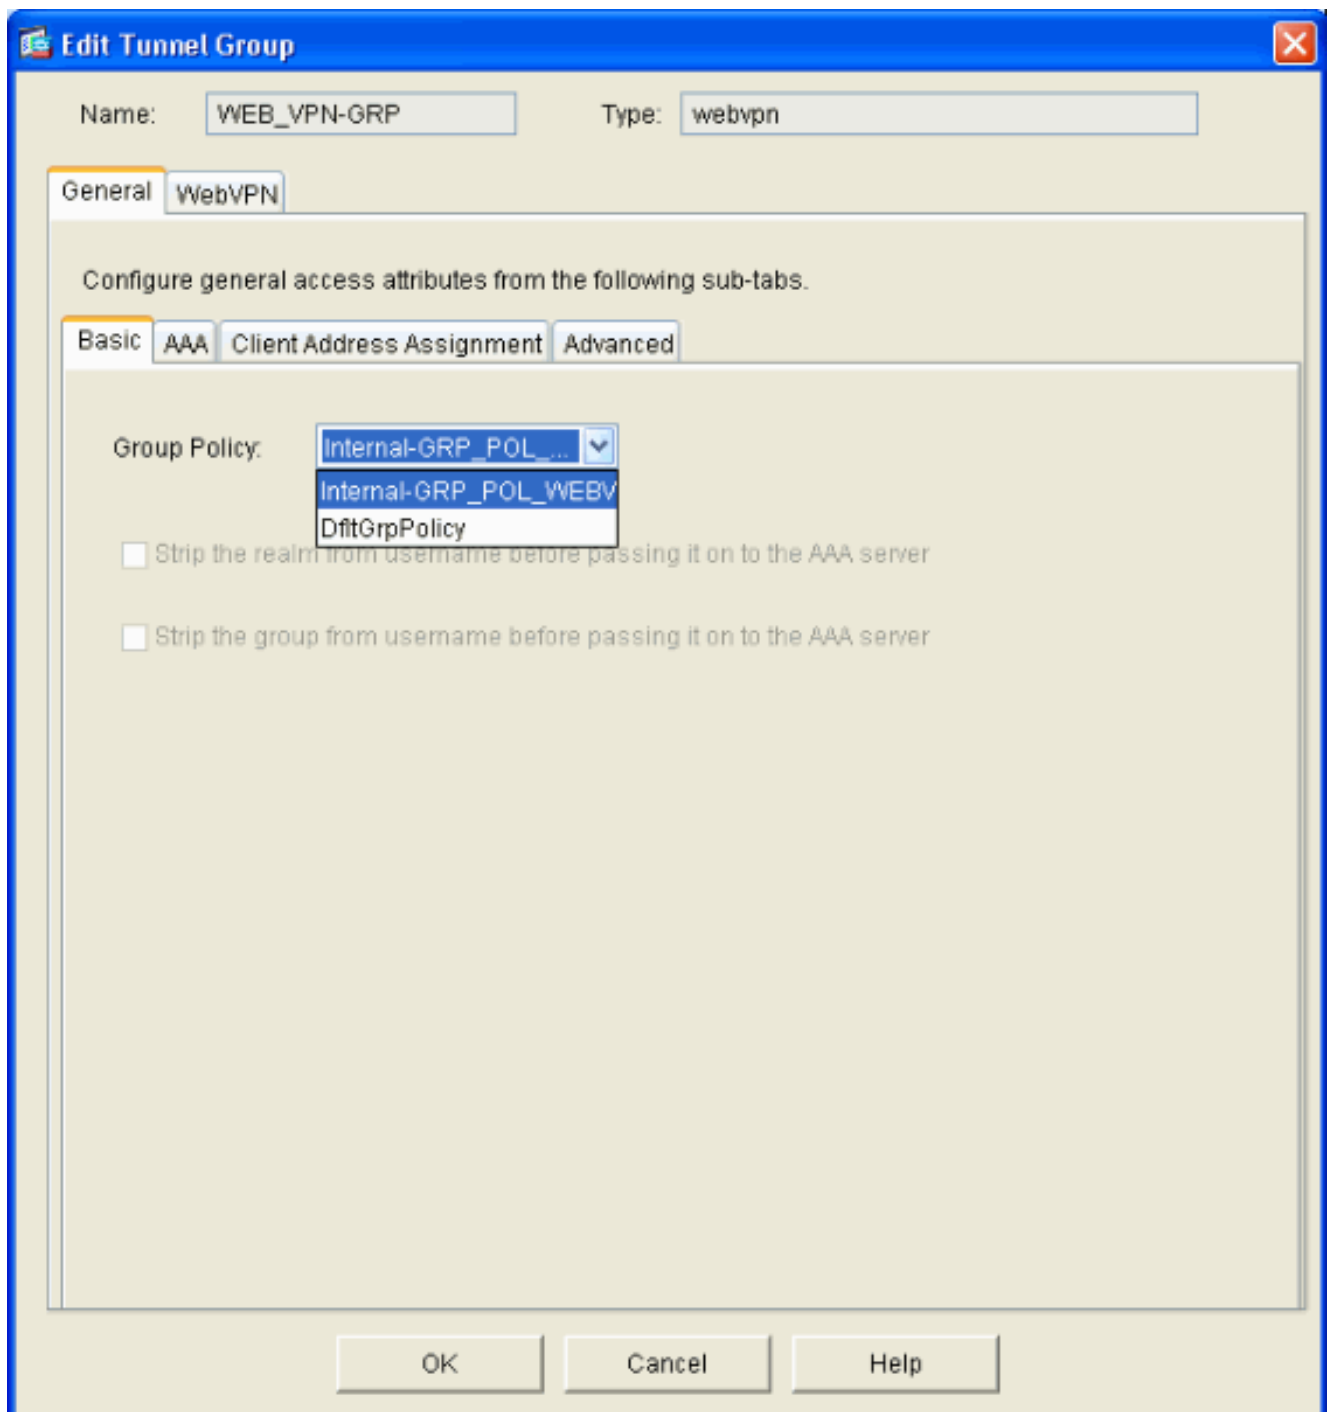 Edit Tunnel Group
Name: WEB_VPN-GRP Type: webvpn
General WebVPN
Configure general access attributes from the following sub-tabs.
Basic AAA Client Address Assignment Advanced
Group Policy: Internal-GRP_POL_...
Internal-GRP_POL_WEBV
DfltGrpPolicy
Strip the realm from username before passing it on to the AAA server
Strip the group from username before passing it on to the AAA server
OK Cancel Help